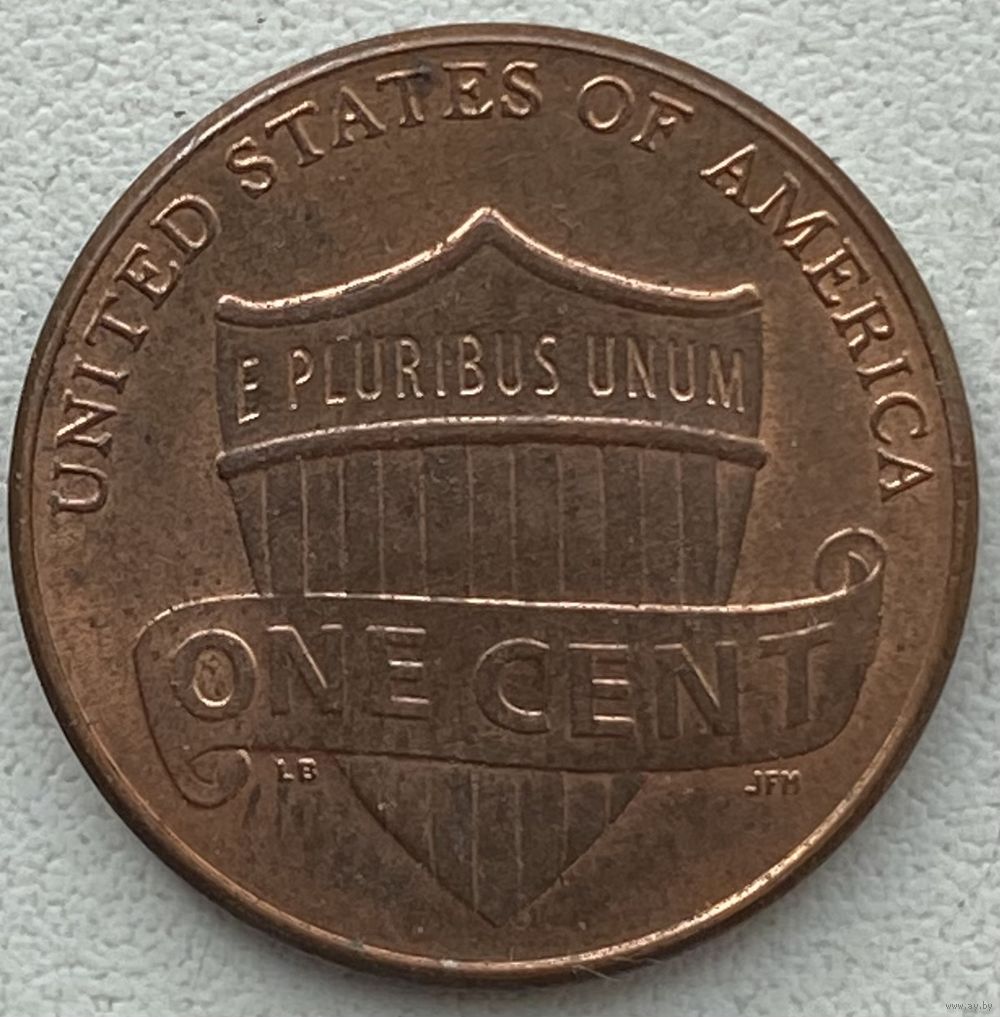 UNITED STATES OF AMERICA
E PLURIBUS UNUM
ONE CENT
LB
JFM
www.ay.by